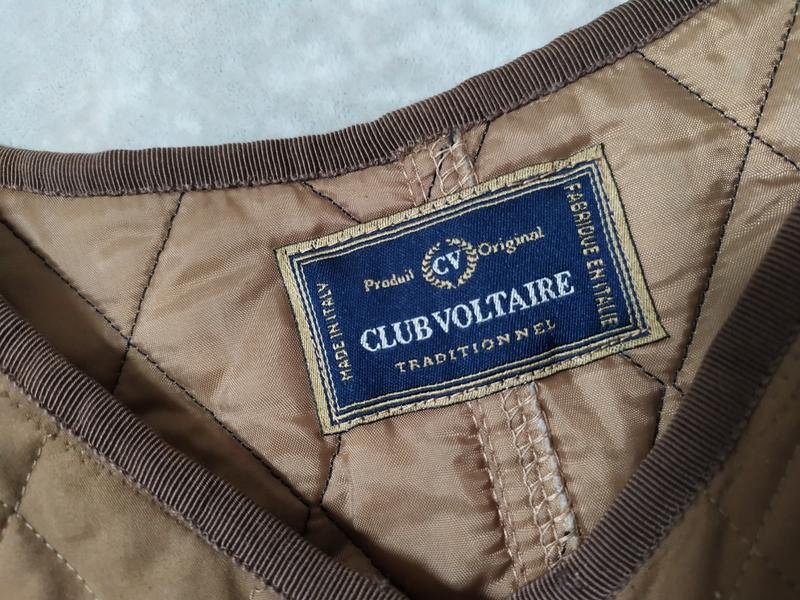 Produit CV Original
CLUB VOLTAIRE
TRADITIONNEL
MADE IN ITALY
FABRIQUE EN ITALIE